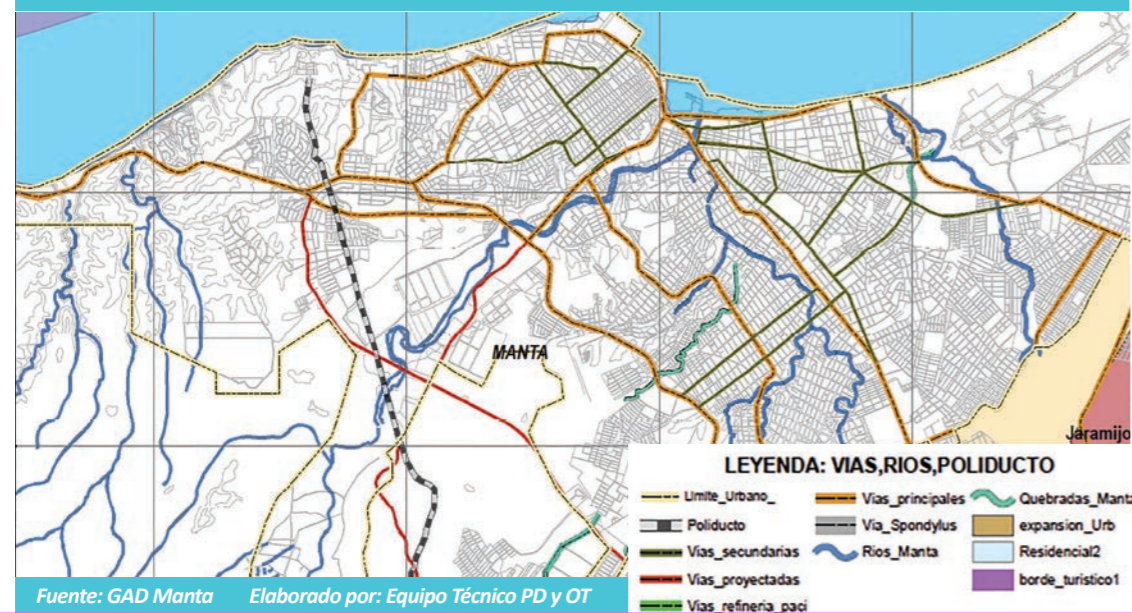 MANTA
Jaramijo
LEYENDA: VIAS,RIOS,POLIDUCTO
Limite_Urbano_
Poliducto
Vias_secundarias
Vias_proyectadas
Vias_refineria_paci
Vias_principales
Via_Spondylus
Rios_Manta
Quebradas_Manta
expansion_Urb
Residencial2
borde_turistico1
Fuente: GAD Manta Elaborado por: Equipo Técnico PD y OT